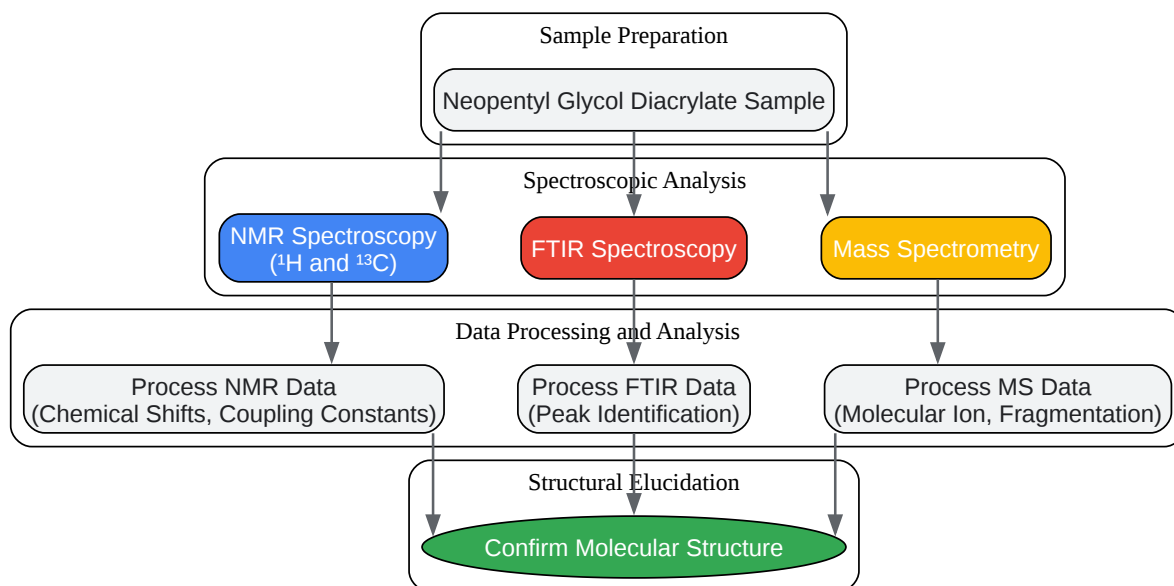 Sample Preparation
Neopentyl Glycol Diacrylate Sample
Spectroscopic Analysis
NMR Spectroscopy
(¹H and ¹³C)
FTIR Spectroscopy
Mass Spectrometry
Data Processing and Analysis
Process NMR Data
(Chemical Shifts, Coupling Constants)
Process FTIR Data
(Peak Identification)
Process MS Data
(Molecular Ion, Fragmentation)
Structural Elucidation
Confirm Molecular Structure